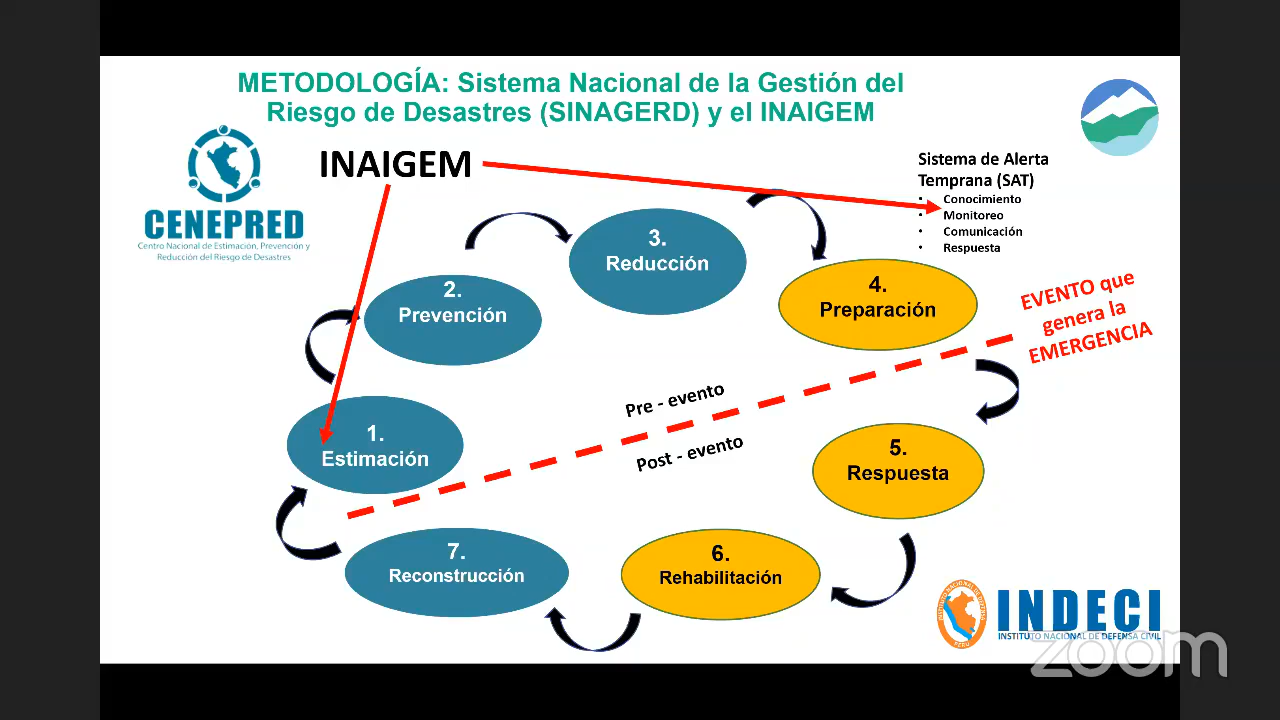 METODOLOGÍA: Sistema Nacional de la Gestión del
Riesgo de Desastres (SINAGERD) y el INAIGEM
INAIGEM
CENEPRED
Centro Nacional de Estimación, Prevención y
Reducción del Riesgo de Desastres
Sistema de Alerta
Temprana (SAT)
• Conocimiento
• Monitoreo
• Comunicación
• Respuesta
3.
Reducción
2.
Prevención
4.
Preparación
EVENTO que
genera la
EMERGENCIA
Pre - evento
Post - evento
1.
Estimación
5.
Respuesta
7.
Reconstrucción
6.
Rehabilitación
INDECI
INSTITUTO NACIONAL DE DEFENSA CIVIL
PERÚ
zoom